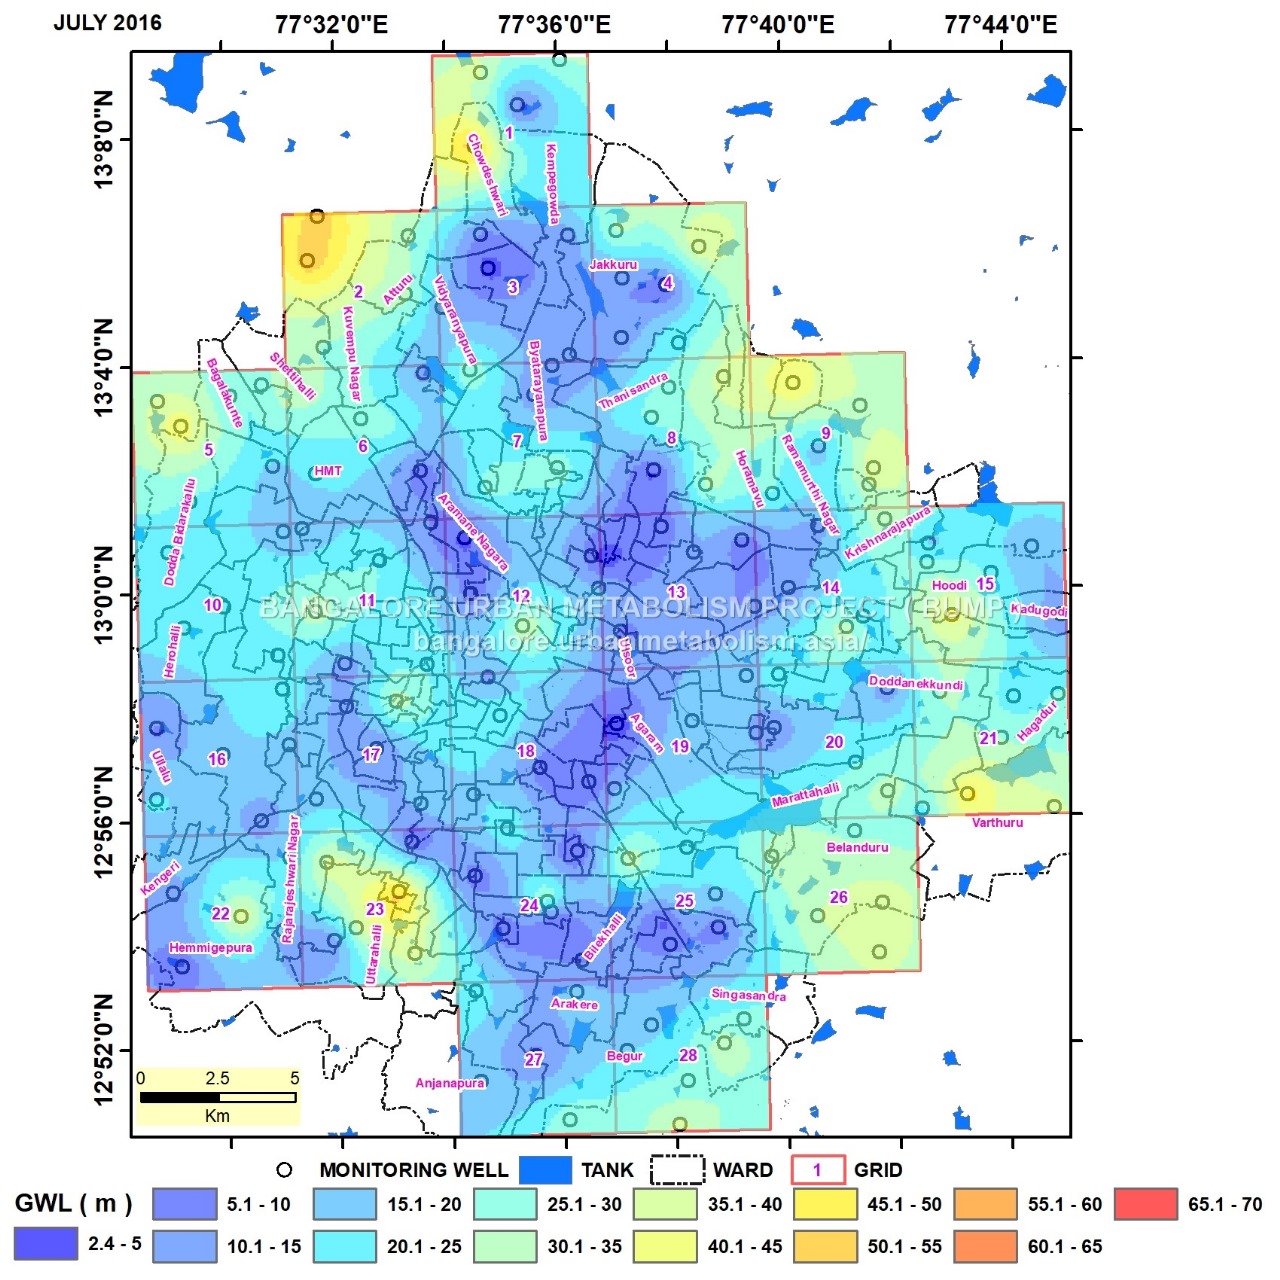 JULY 2016
77°32'0"E
77°36'0"E
77°40'0"E
77°44'0"E
13°8'0"N
13°4'0"N
13°0'0"N
12°56'0"N
12°52'0"N
1
Chowdeshwari
Kempegowda
Jakkuru
2
Atturu
Vidyaranyapura
3
4
Kuvempu Nagar
Shettihalli
Bagalakunte
Byatarayanapura
Thanisandra
5
6
HMT
7
8
9
Horamavu
Ramamurthi Nagar
Krishnarajapura
Dodda Bidarakallu
Aramane Nagara
10
11
12
13
14
Hoodi
15
Kadugodi
BANGALORE URBAN METABOLISM PROJECT ( BUMP )
bangalore.urbanmetabolism.asia/
Herohalli
Ulsoor
Doddanekkundi
Hagadur
Agaram
16
17
18
19
20
21
Ullalu
Marattahalli
Varthuru
Belanduru
Kengeri
Rajarajeshwari Nagar
22
23
24
25
26
Hemmigepura
Uttarahalli
Bilekhalli
Singasandra
Arakere
27
Begur
28
Anjanapura
0 2.5 5
Km
MONITORING WELL
TANK
WARD
1
GRID
GWL ( m )
5.1 - 10
15.1 - 20
25.1 - 30
35.1 - 40
45.1 - 50
55.1 - 60
65.1 - 70
2.4 - 5
10.1 - 15
20.1 - 25
30.1 - 35
40.1 - 45
50.1 - 55
60.1 - 65